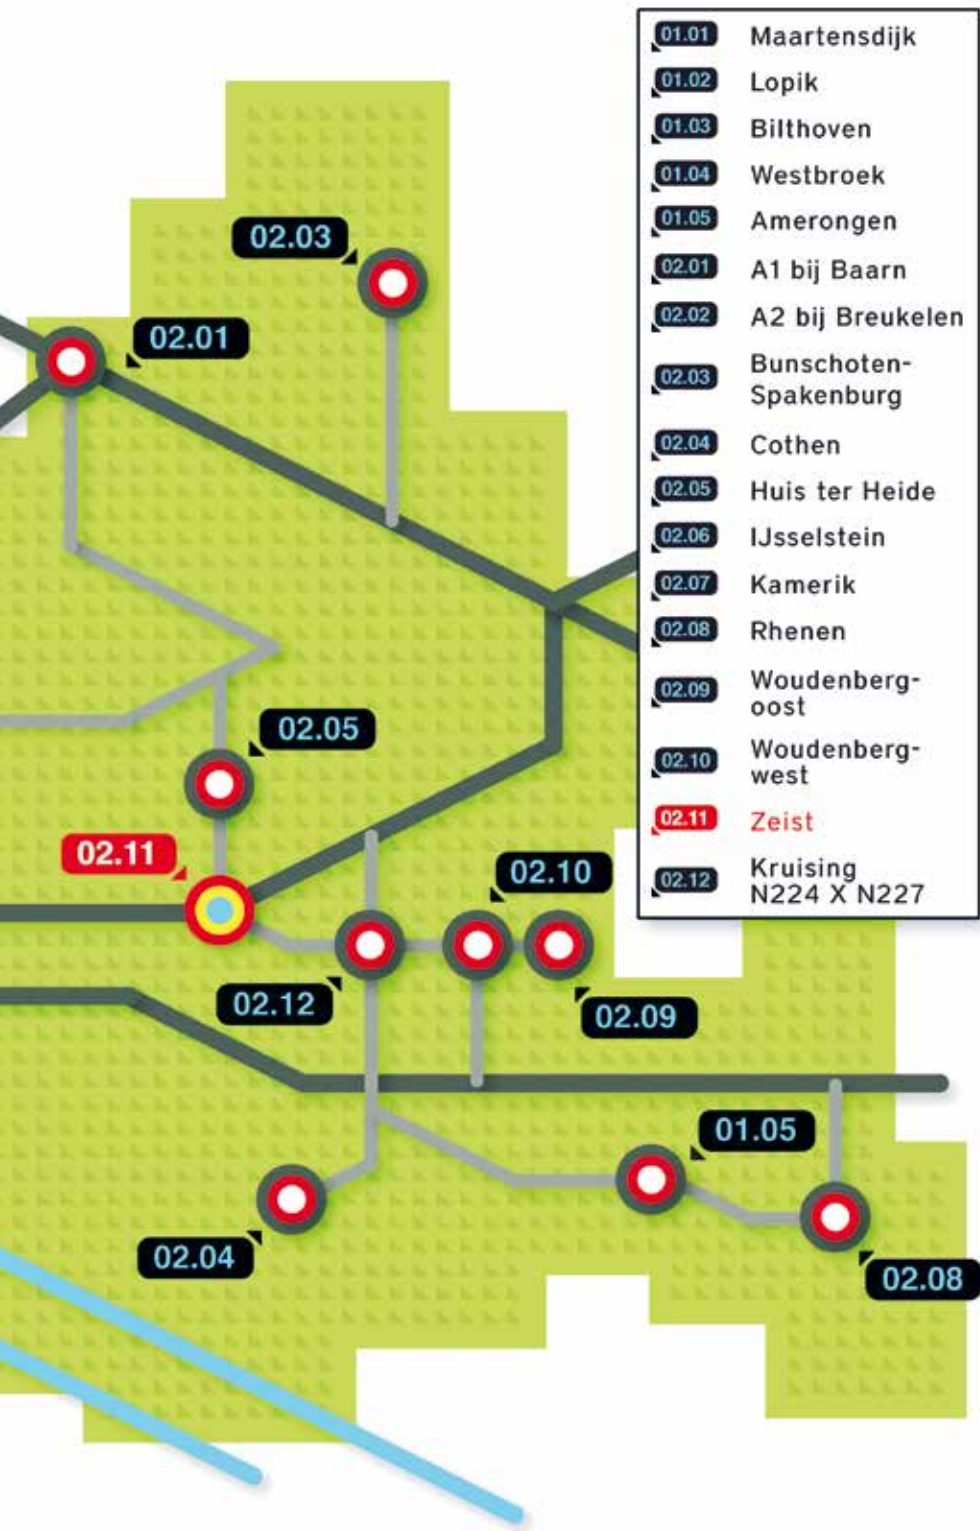 01.01 Maartensdijk
01.02 Lopik
01.03 Bilthoven
01.04 Westbroek
01.05 Amerongen
02.01 A1 bij Baarn
02.02 A2 bij Breukelen
02.03 Bunschoten-
Spakenburg
02.04 Cothen
02.05 Huis ter Heide
02.06 IJsselstein
02.07 Kamerik
02.08 Rhenen
02.09 Woudenberg-
oost
02.10 Woudenberg-
west
02.11 Zeist
02.12 Kruising
N224 X N227
02.03
02.01
02.05
02.11
02.10
02.12
02.09
01.05
02.04
02.08